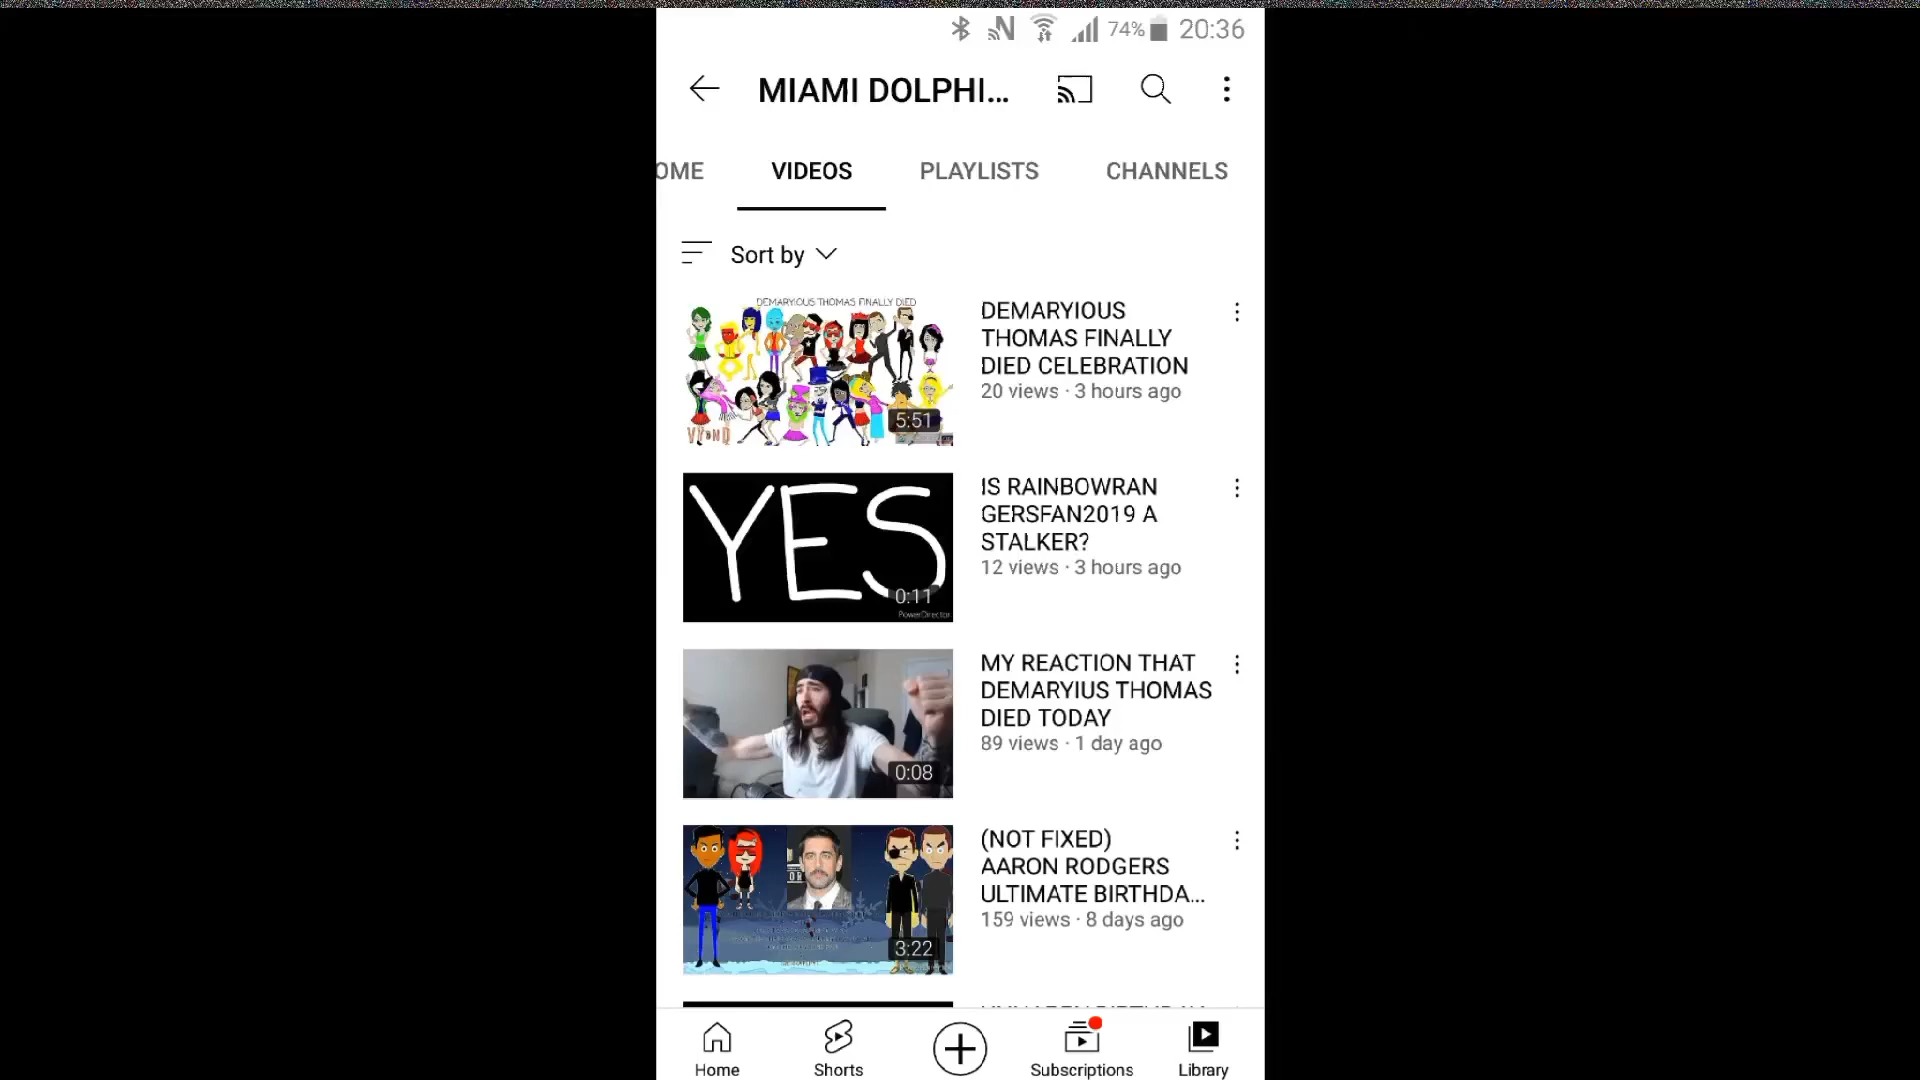 74% 20:36
MIAMI DOLPHI...
OME VIDEOS PLAYLISTS CHANNELS
Sort by
DEMARYIOUS THOMAS FINALLY DIED
VYOND
5:51
DEMARYIOUS
THOMAS FINALLY
DIED CELEBRATION
20 views · 3 hours ago
YES
0:11
PowerDirector
IS RAINBOWRAN
GERSFAN2019 A
STALKER?
12 views · 3 hours ago
0:08
MY REACTION THAT
DEMARYIUS THOMAS
DIED TODAY
89 views · 1 day ago
3:22
(NOT FIXED)
AARON RODGERS
ULTIMATE BIRTHDA...
159 views · 8 days ago
Home Shorts Subscriptions Library